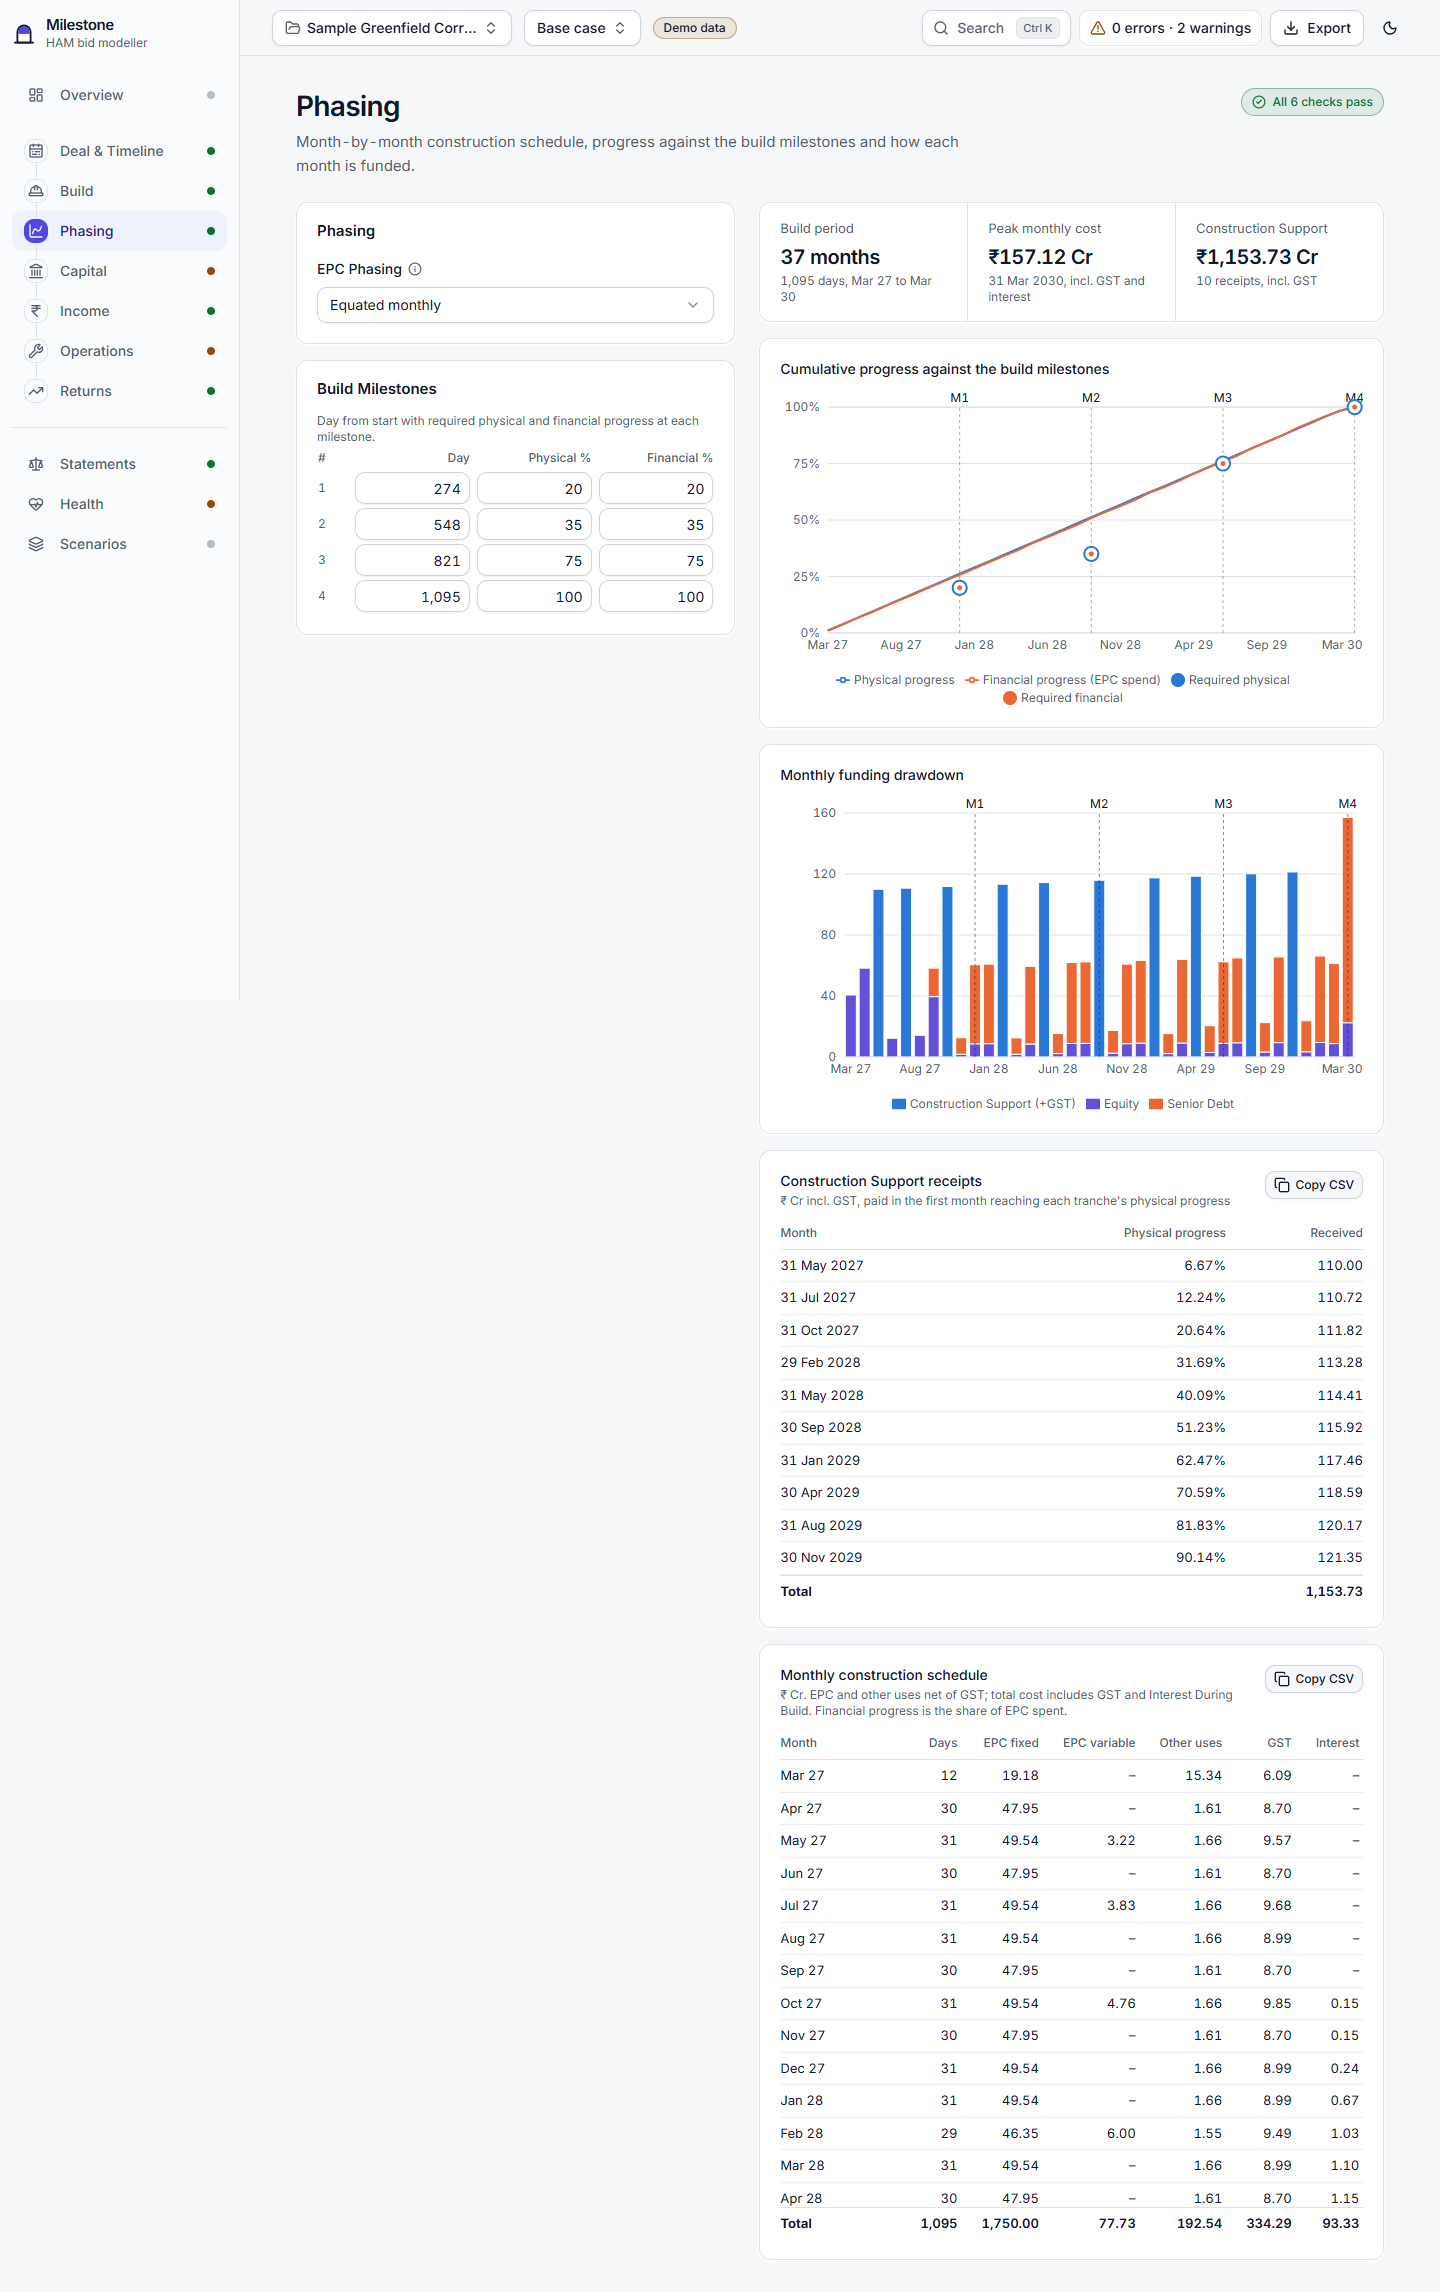 Milestone
HAM bid modeller
Sample Greenfield Corr...
Base case
Demo data
Search Ctrl K
0 errors · 2 warnings
Export
Overview
Deal & Timeline
Build
Phasing
Capital
Income
Operations
Returns
Statements
Health
Scenarios
Phasing
All 6 checks pass
Month-by-month construction schedule, progress against the build milestones and how each
month is funded.
Phasing
EPC Phasing
Equated monthly
Build Milestones
Day from start with required physical and financial progress at each
milestone.
# Day Physical % Financial %
1 274 20 20
2 548 35 35
3 821 75 75
4 1,095 100 100
Build period
37 months
1,095 days, Mar 27 to Mar
30
Peak monthly cost
₹157.12 Cr
31 Mar 2030, incl. GST and
interest
Construction Support
₹1,153.73 Cr
10 receipts, incl. GST
Cumulative progress against the build milestones
M1 M2 M3 M4
100%
75%
50%
25%
0%
Mar 27 Aug 27 Jan 28 Jun 28 Nov 28 Apr 29 Sep 29 Mar 30
Physical progress Financial progress (EPC spend) Required physical
Required financial
Monthly funding drawdown
M1 M2 M3 M4
160
120
80
40
0
Mar 27 Aug 27 Jan 28 Jun 28 Nov 28 Apr 29 Sep 29 Mar 30
Construction Support (+GST) Equity Senior Debt
Construction Support receipts
Copy CSV
₹ Cr incl. GST, paid in the first month reaching each tranche's physical progress
Month Physical progress Received
31 May 2027 6.67% 110.00
31 Jul 2027 12.24% 110.72
31 Oct 2027 20.64% 111.82
29 Feb 2028 31.69% 113.28
31 May 2028 40.09% 114.41
30 Sep 2028 51.23% 115.92
31 Jan 2029 62.47% 117.46
30 Apr 2029 70.59% 118.59
31 Aug 2029 81.83% 120.17
30 Nov 2029 90.14% 121.35
Total 1,153.73
Monthly construction schedule
Copy CSV
₹ Cr. EPC and other uses net of GST; total cost includes GST and Interest During
Build. Financial progress is the share of EPC spent.
Month Days EPC fixed EPC variable Other uses GST Interest
Mar 27 12 19.18 – 15.34 6.09 –
Apr 27 30 47.95 – 1.61 8.70 –
May 27 31 49.54 3.22 1.66 9.57 –
Jun 27 30 47.95 – 1.61 8.70 –
Jul 27 31 49.54 3.83 1.66 9.68 –
Aug 27 31 49.54 – 1.66 8.99 –
Sep 27 30 47.95 – 1.61 8.70 –
Oct 27 31 49.54 4.76 1.66 9.85 0.15
Nov 27 30 47.95 – 1.61 8.70 0.15
Dec 27 31 49.54 – 1.66 8.99 0.24
Jan 28 31 49.54 – 1.66 8.99 0.67
Feb 28 29 46.35 6.00 1.55 9.49 1.03
Mar 28 31 49.54 – 1.66 8.99 1.10
Apr 28 30 47.95 – 1.61 8.70 1.15
Total 1,095 1,750.00 77.73 192.54 334.29 93.33